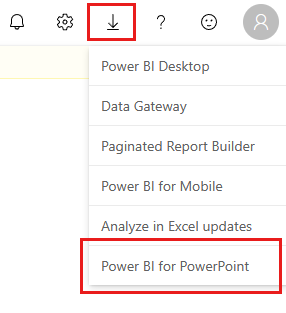 Power BI Desktop
Data Gateway
Paginated Report Builder
Power BI for Mobile
Analyze in Excel updates
Power BI for PowerPoint